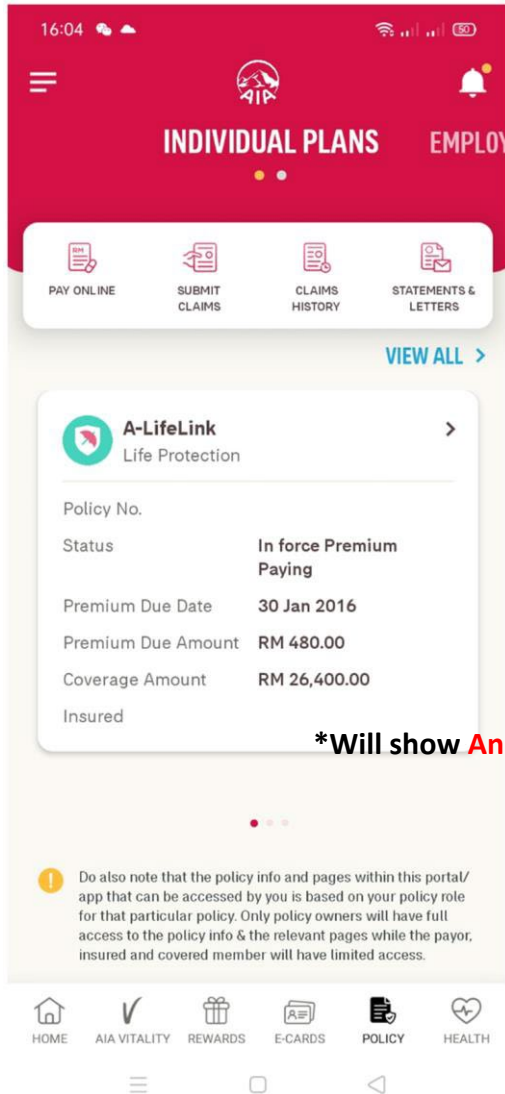 16:04
50
AIA
INDIVIDUAL PLANS EMPLOY
RM
PAY ONLINE
SUBMIT
CLAIMS
CLAIMS
HISTORY
STATEMENTS &
LETTERS
VIEW ALL >
A-LifeLink
Life Protection
Policy No.
Status In force Premium
Paying
Premium Due Date 30 Jan 2016
Premium Due Amount RM 480.00
Coverage Amount RM 26,400.00
Insured
*Will show An
Do also note that the policy info and pages within this portal/
app that can be accessed by you is based on your policy role
for that particular policy. Only policy owners will have full
access to the policy info & the relevant pages while the payor,
insured and covered member will have limited access.
HOME AIA VITALITY REWARDS E-CARDS POLICY HEALTH